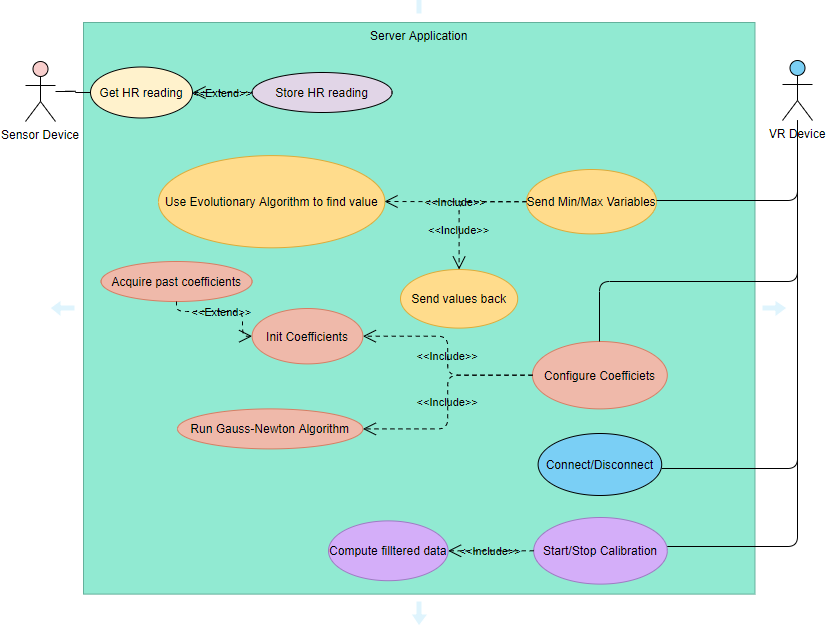 Server Application
Get HR reading
<<Extend>>
Store HR reading
Sensor Device
VR Device
Use Evolutionary Algorithm to find value
<<Include>>
Send Min/Max Variables
<<Include>>
Acquire past coefficients
Send values back
<<Extend>>
Init Coefficients
<<Include>>
Configure Coefficiets
<<Include>>
Run Gauss-Newton Algorithm
Connect/Disconnect
Compute filltered data
<<Include>>
Start/Stop Calibration